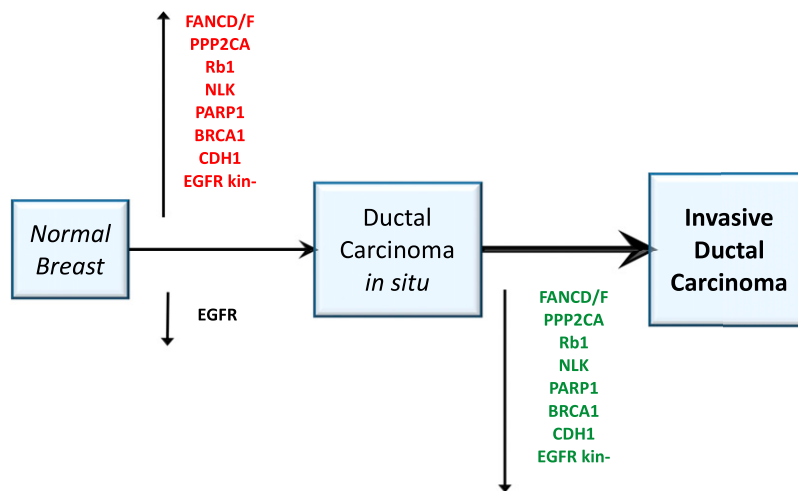 FANCD/F
PPP2CA
Rb1
NLK
PARP1
BRCA1
CDH1
EGFR kin-
Normal
Breast
EGFR
Ductal
Carcinoma
in situ
Invasive
Ductal
Carcinoma
FANCD/F
PPP2CA
Rb1
NLK
PARP1
BRCA1
CDH1
EGFR kin-